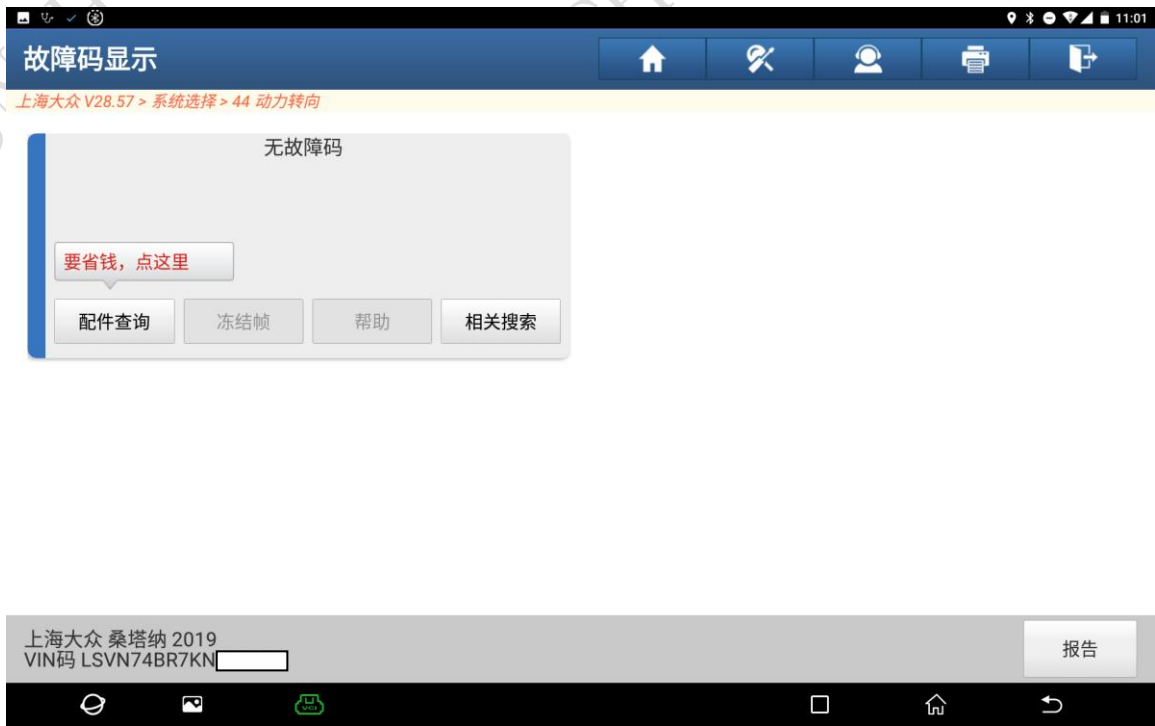 11:01
故障码显示
上海大众 V28.57 > 系统选择 > 44 动力转向
无故障码
要省钱，点这里
配件查询 冻结帧 帮助 相关搜索
上海大众 桑塔纳 2019
VIN码 LSVN74BR7KN
报告
VCI